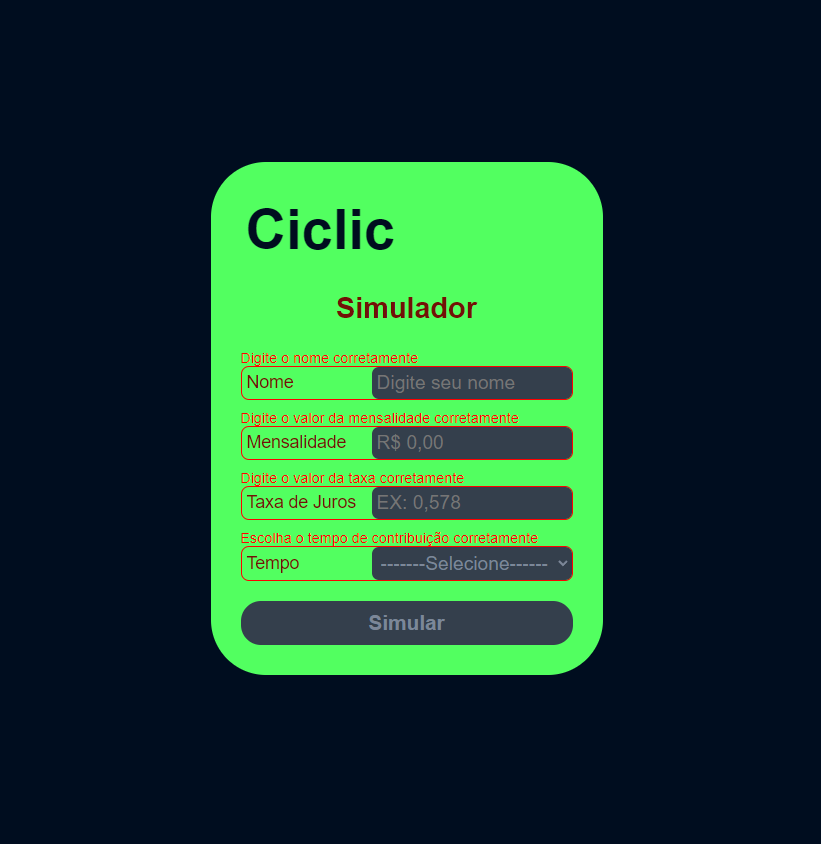 Ciclic
Simulador
Digite o nome corretamente
Nome Digite seu nome
Digite o valor da mensalidade corretamente
Mensalidade R$ 0,00
Digite o valor da taxa corretamente
Taxa de Juros EX: 0,578
Escolha o tempo de contribuição corretamente
Tempo -------Selecione------
Simular